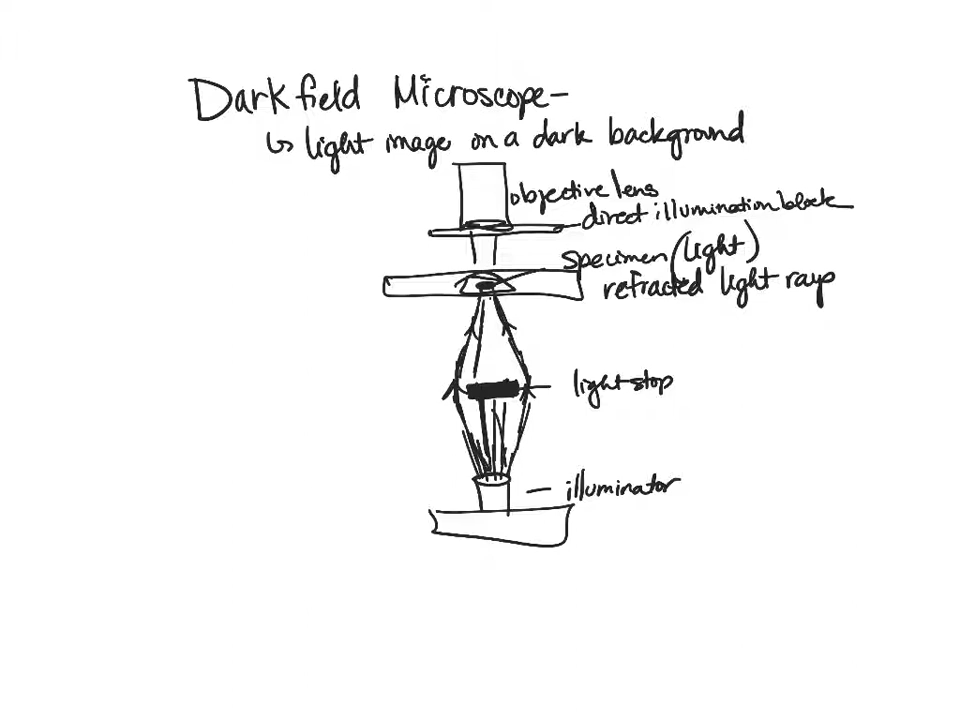 Darkfield Microscope-
↳ light image on a dark background
objective lens
direct illumination block
specimen (light)
refracted light rays
light stop
illuminator